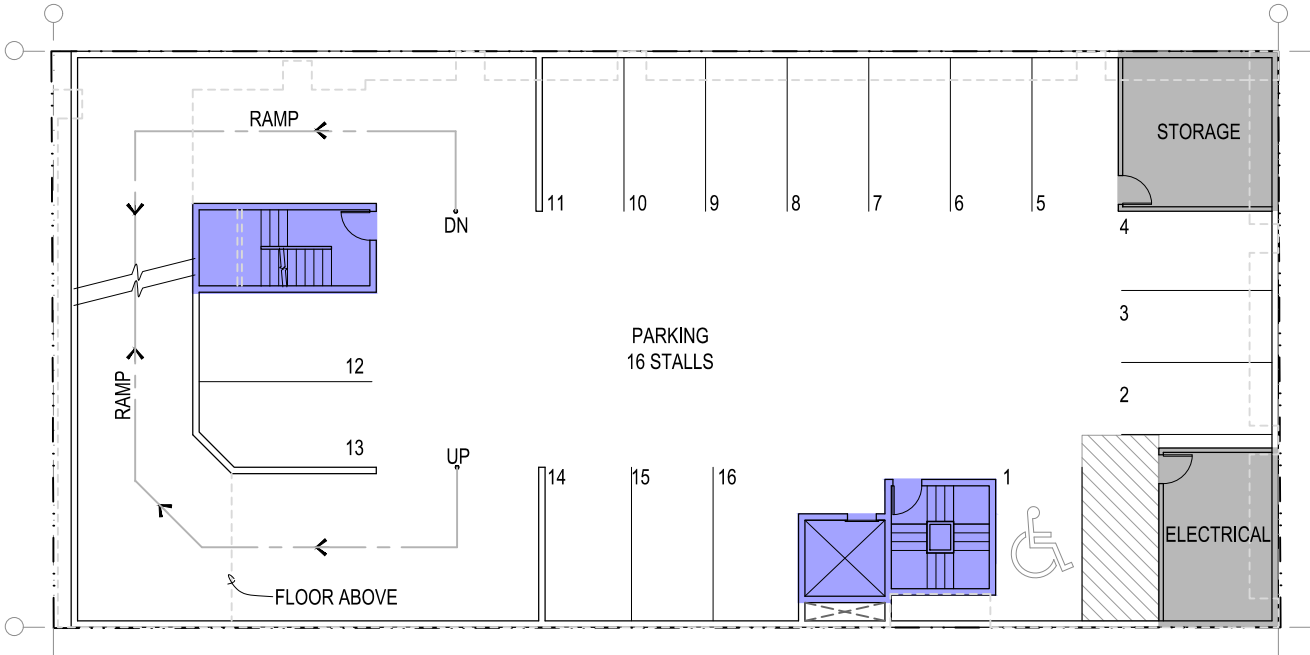 RAMP
STORAGE
11
10
9
8
7
6
5
DN
4
3
PARKING
16 STALLS
12
2
RAMP
13
UP
14
15
16
1
ELECTRICAL
FLOOR ABOVE